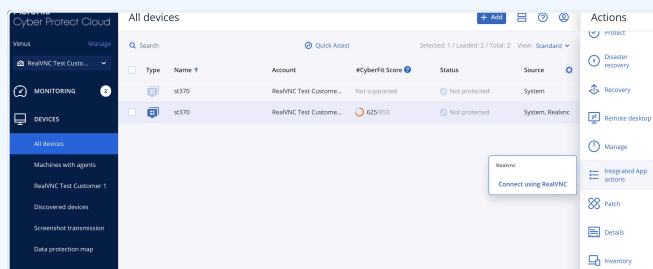 Acronis
Cyber Protect Cloud
Venus Manage
RealVNC Test Custo...
MONITORING 2
DEVICES
All devices
Machines with agents
RealVNC Test Customer 1
Discovered devices
Screenshot transmission
Data protection map
All devices
+ Add
Search
Quick Assist
Selected: 1 / Loaded: 2 / Total: 2 View: Standard
Type Name ↑ Account #CyberFit Score ? Status Source
st370 RealVNC Test Custome... Not supported Not protected System
st370 RealVNC Test Custome... 625/850 Not protected System, Realvnc
Realvnc
Connect using RealVNC
Actions
Protect
Disaster
recovery
Recovery
Remote desktop
Manage
Integrated App
actions
Patch
Details
Inventory